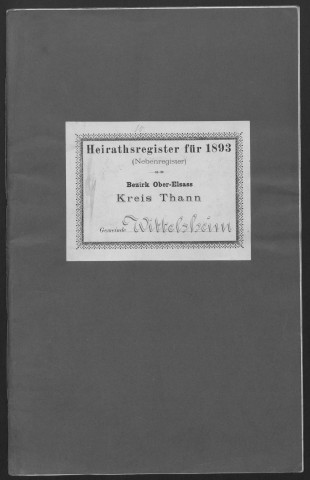 Heirathsregister für 1893
(Nebenregister)
Bezirk Ober-Elsass
Kreis Thann
Gemeinde Wittelsheim